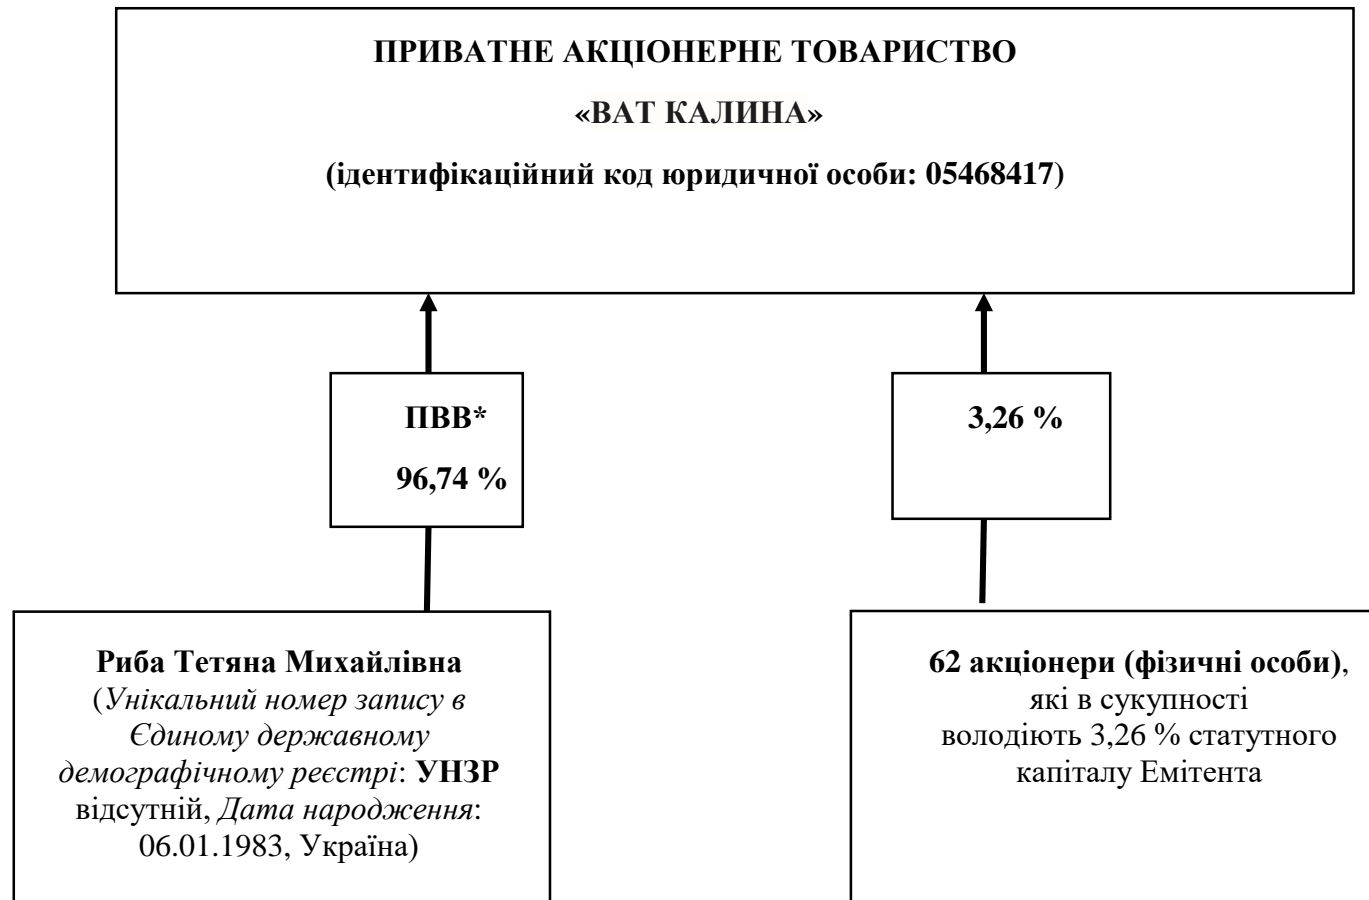 ПРИВАТНЕ АКЦІОНЕРНЕ ТОВАРИСТВО
«ВАТ КАЛИНА»
(ідентифікаційний код юридичної особи: 05468417)
ПВВ*
96,74 %
3,26 %
Риба Тетяна Михайлівна
(Унікальний номер запису в
Єдиному державному
демографічному реєстрі: УНЗР
відсутній, Дата народження:
06.01.1983, Україна)
62 акціонери (фізичні особи),
які в сукупності
володіють 3,26 % статутного
капіталу Емітента